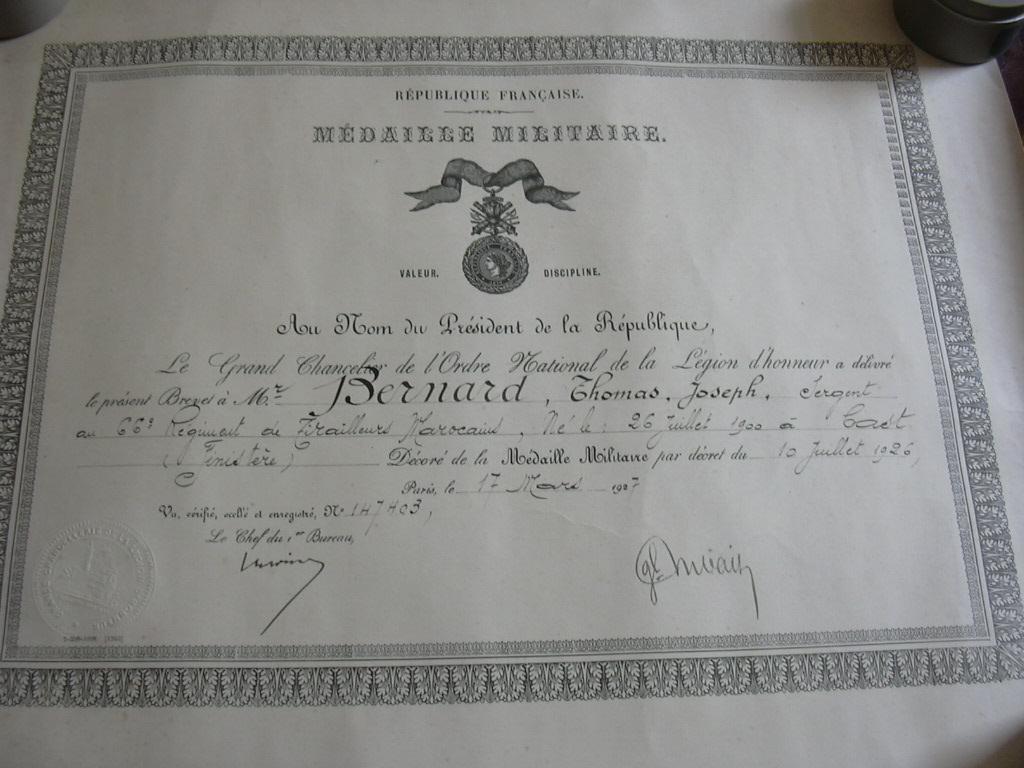 RÉPUBLIQUE FRANÇAISE.
MÉDAILLE MILITAIRE.
VALEUR. DISCIPLINE.
Au Nom du Président de la République,
Le Grand Chancelier de l'Ordre National de la Légion d'honneur a délivré
le présent Brevet à Mr. Bernard, Thomas, Joseph, Sergent
au 66e Régiment de Tirailleurs Marocains, Né le : 26 Juillet 1900 à Cast
(Finistère) Décoré de la Médaille Militaire par décret du 10 Juillet 1926,
Paris, le 17 Mars 1927
Vu, vérifié, scellé et enregistré, No 147403,
Le Chef du 1er Bureau,